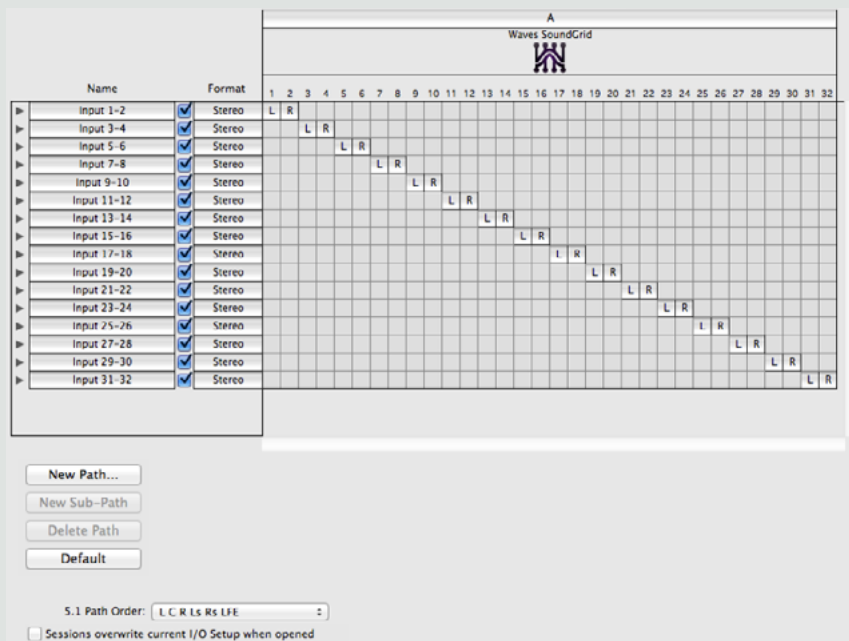 A
Waves SoundGrid
Name Format 1 2 3 4 5 6 7 8 9 10 11 12 13 14 15 16 17 18 19 20 21 22 23 24 25 26 27 28 29 30 31 32
Input 1-2 Stereo L R
Input 3-4 Stereo L R
Input 5-6 Stereo L R
Input 7-8 Stereo L R
Input 9-10 Stereo L R
Input 11-12 Stereo L R
Input 13-14 Stereo L R
Input 15-16 Stereo L R
Input 17-18 Stereo L R
Input 19-20 Stereo L R
Input 21-22 Stereo L R
Input 23-24 Stereo L R
Input 25-26 Stereo L R
Input 27-28 Stereo L R
Input 29-30 Stereo L R
Input 31-32 Stereo L R
New Path...
New Sub-Path
Delete Path
Default
5.1 Path Order: L C R Ls Rs LFE
Sessions overwrite current I/O Setup when opened